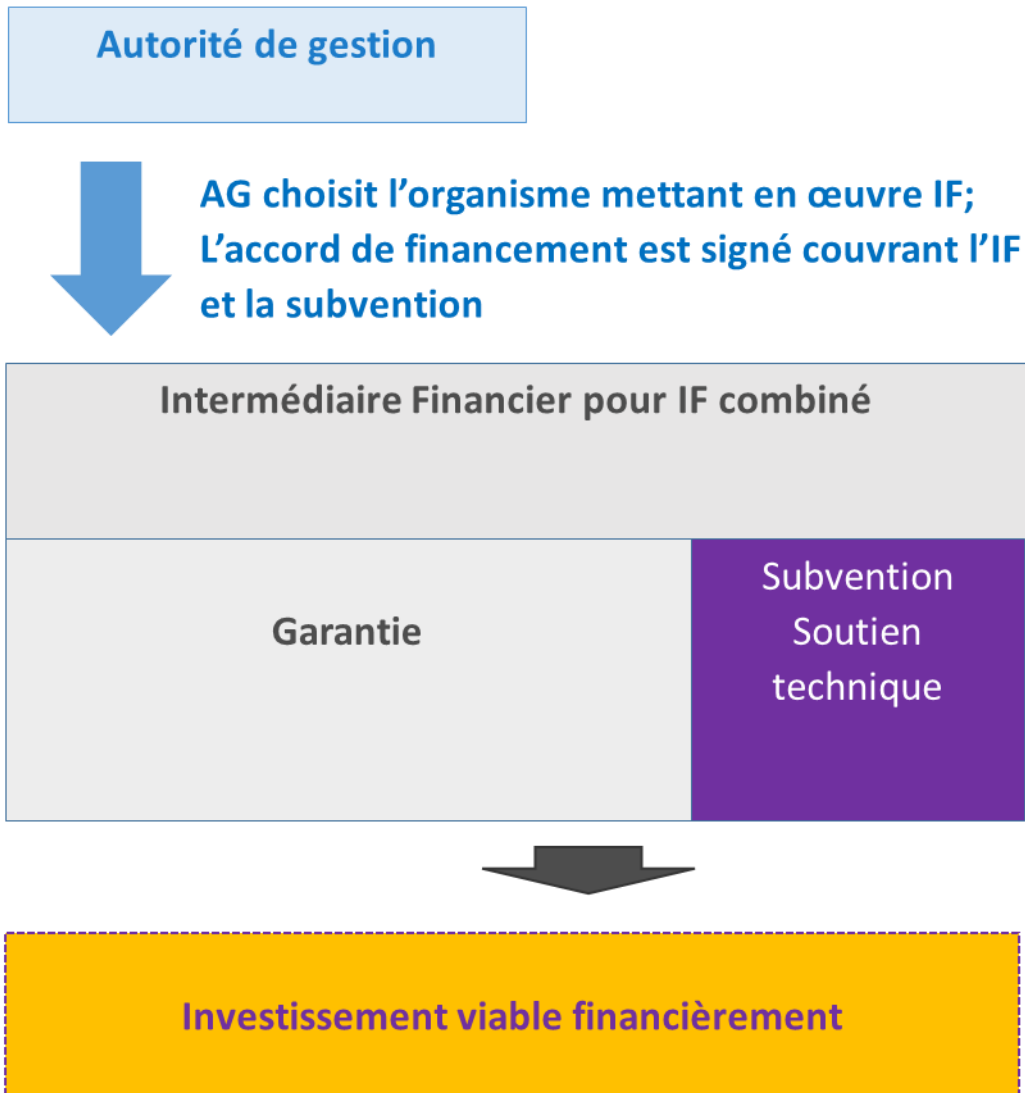 Autorité de gestion
AG choisit l’organisme mettant en œuvre IF;
L’accord de financement est signé couvrant l’IF
et la subvention
Intermédiaire Financier pour IF combiné
Garantie
Subvention
Soutien
technique
Investissement viable financièrement